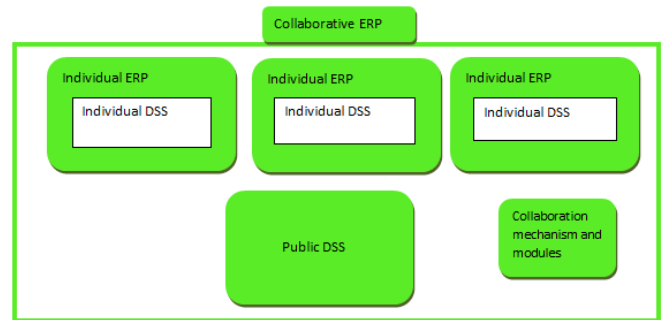 Collaborative ERP
Individual ERP
Individual DSS
Individual ERP
Individual DSS
Individual ERP
Individual DSS
Public DSS
Collaboration
mechanism and
modules